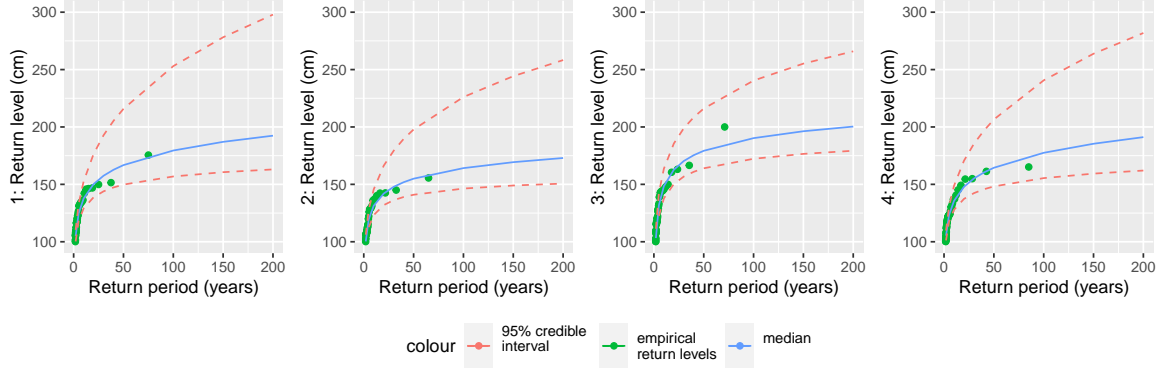 1: Return level (cm)
300
250
200
150
100
0 50 100 150 200
Return period (years)
2: Return level (cm)
300
250
200
150
100
0 50 100 150 200
Return period (years)
3: Return level (cm)
300
250
200
150
100
0 50 100 150 200
Return period (years)
4: Return level (cm)
300
250
200
150
100
0 50 100 150 200
Return period (years)
colour
95% credible
interval
empirical
return levels
median